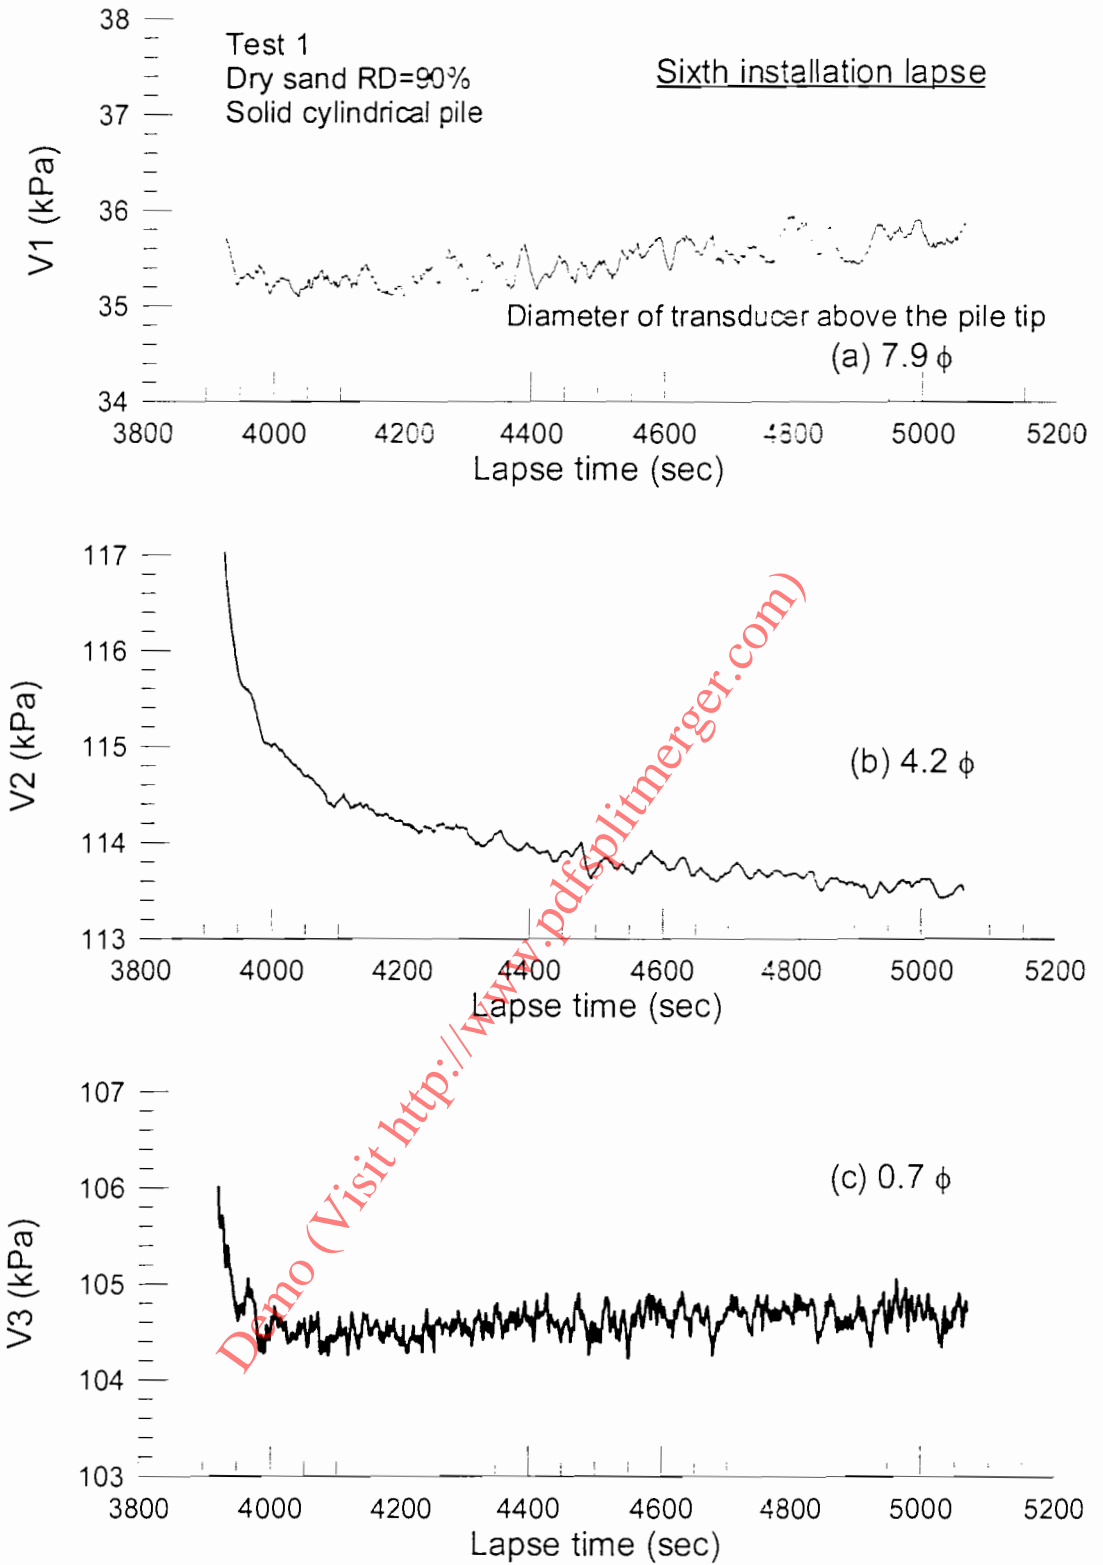 38
Test 1
Dry sand RD=90%
Solid cylindrical pile
Sixth installation lapse
37
36
35
34
V1 (kPa)
Diameter of transducer above the pile tip
(a) 7.9 ϕ
3800 4000 4200 4400 4600 4800 5000 5200
Lapse time (sec)
117
116
115
114
113
V2 (kPa)
(b) 4.2 ϕ
3800 4000 4200 4400 4600 4800 5000 5200
Lapse time (sec)
107
106
105
104
103
V3 (kPa)
(c) 0.7 ϕ
3800 4000 4200 4400 4600 4800 5000 5200
Lapse time (sec)
Demo (Visit http://www.pdfsplitmerger.com)